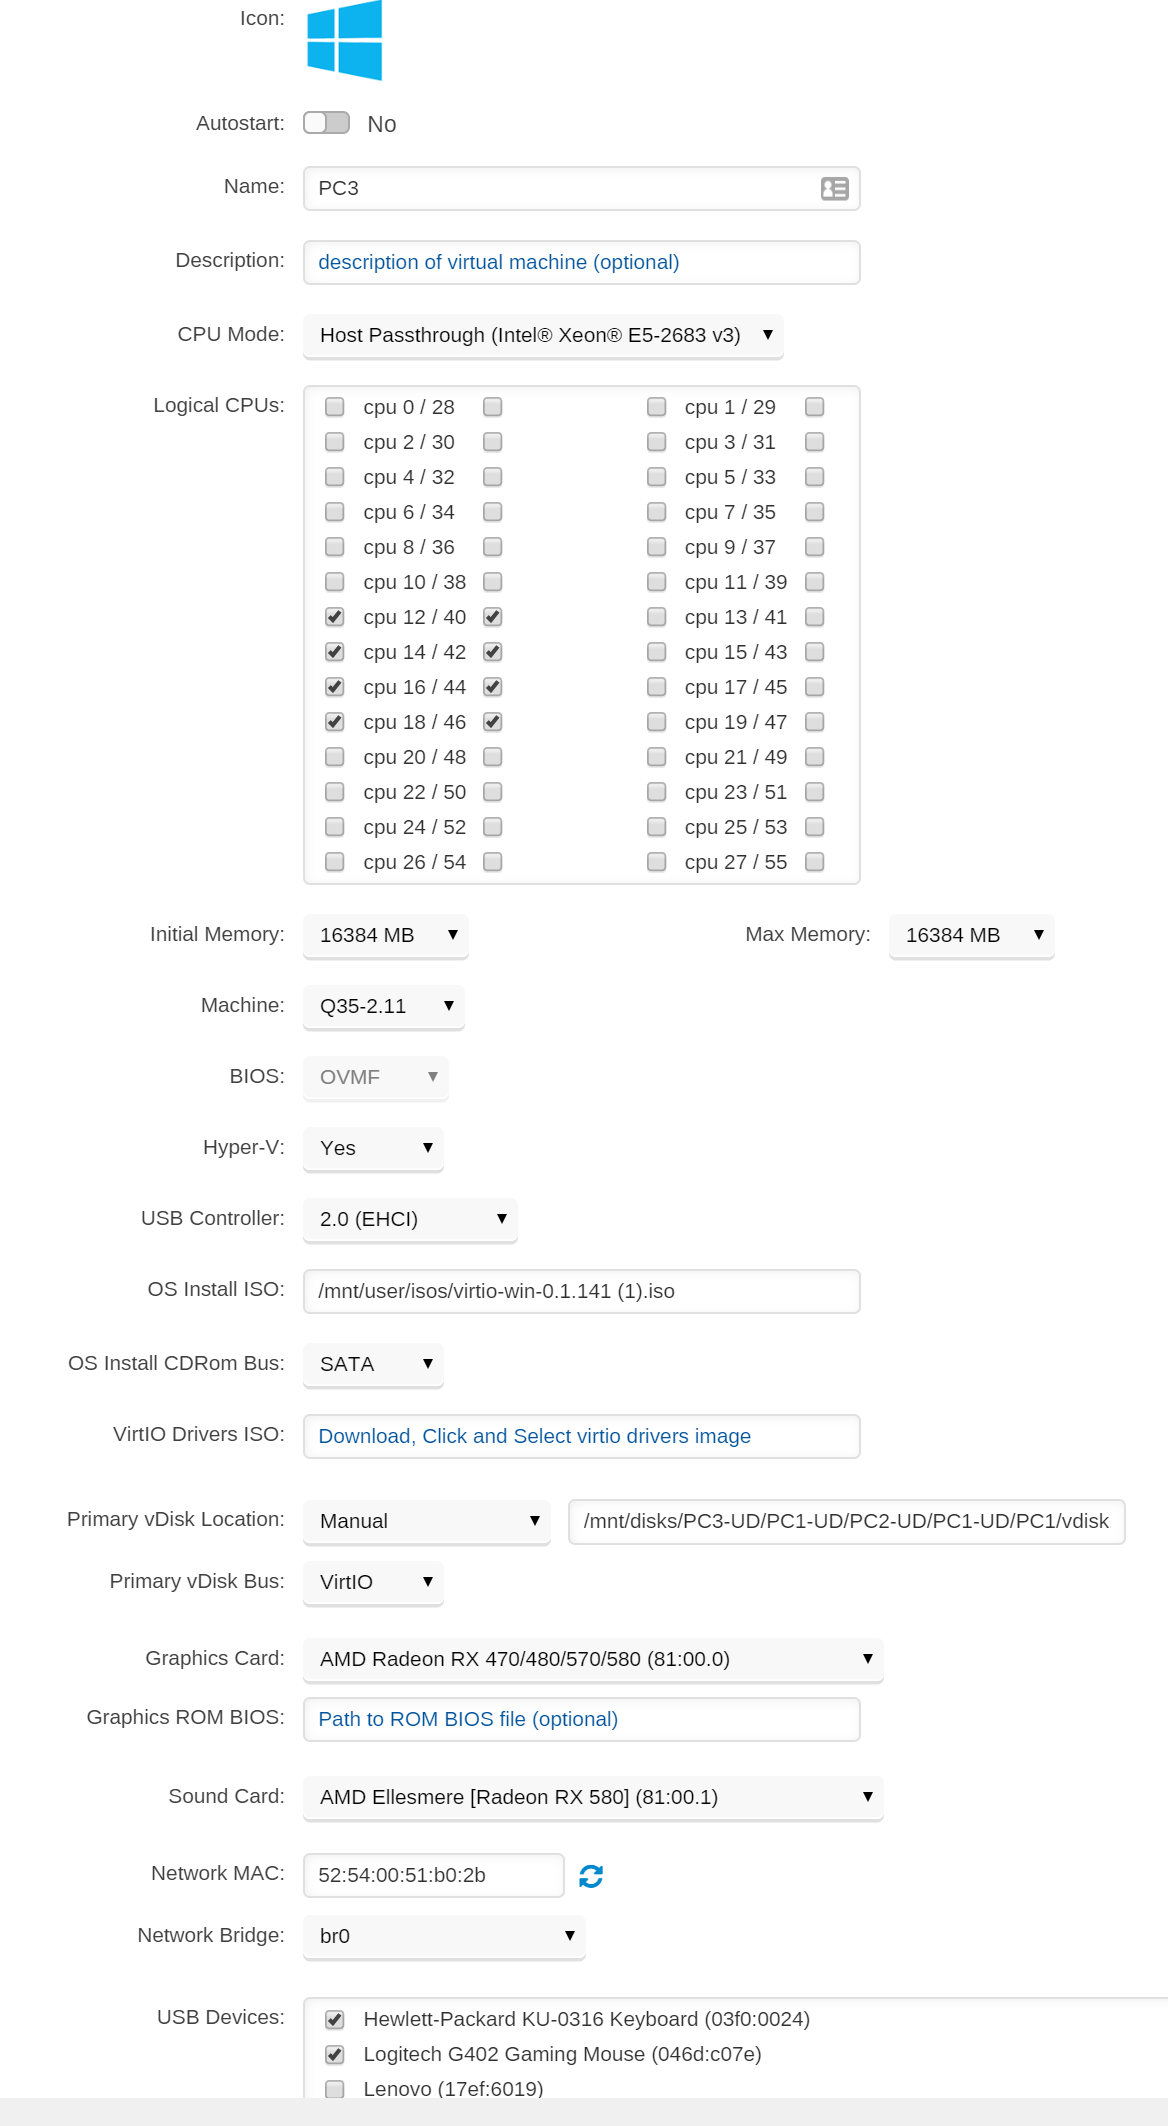 Icon:
Autostart: No
Name: PC3
Description: description of virtual machine (optional)
CPU Mode: Host Passthrough (Intel® Xeon® E5-2683 v3)
Logical CPUs: cpu 0 / 28 cpu 1 / 29
cpu 2 / 30 cpu 3 / 31
cpu 4 / 32 cpu 5 / 33
cpu 6 / 34 cpu 7 / 35
cpu 8 / 36 cpu 9 / 37
cpu 10 / 38 cpu 11 / 39
cpu 12 / 40 cpu 13 / 41
cpu 14 / 42 cpu 15 / 43
cpu 16 / 44 cpu 17 / 45
cpu 18 / 46 cpu 19 / 47
cpu 20 / 48 cpu 21 / 49
cpu 22 / 50 cpu 23 / 51
cpu 24 / 52 cpu 25 / 53
cpu 26 / 54 cpu 27 / 55
Initial Memory: 16384 MB Max Memory: 16384 MB
Machine: Q35-2.11
BIOS: OVMF
Hyper-V: Yes
USB Controller: 2.0 (EHCI)
OS Install ISO: /mnt/user/isos/virtio-win-0.1.141 (1).iso
OS Install CDRom Bus: SATA
VirtIO Drivers ISO: Download, Click and Select virtio drivers image
Primary vDisk Location: Manual /mnt/disks/PC3-UD/PC1-UD/PC2-UD/PC1-UD/PC1/vdisk
Primary vDisk Bus: VirtIO
Graphics Card: AMD Radeon RX 470/480/570/580 (81:00.0)
Graphics ROM BIOS: Path to ROM BIOS file (optional)
Sound Card: AMD Ellesmere [Radeon RX 580] (81:00.1)
Network MAC: 52:54:00:51:b0:2b
Network Bridge: br0
USB Devices: Hewlett-Packard KU-0316 Keyboard (03f0:0024)
Logitech G402 Gaming Mouse (046d:c07e)
Lenovo (17ef:6019)